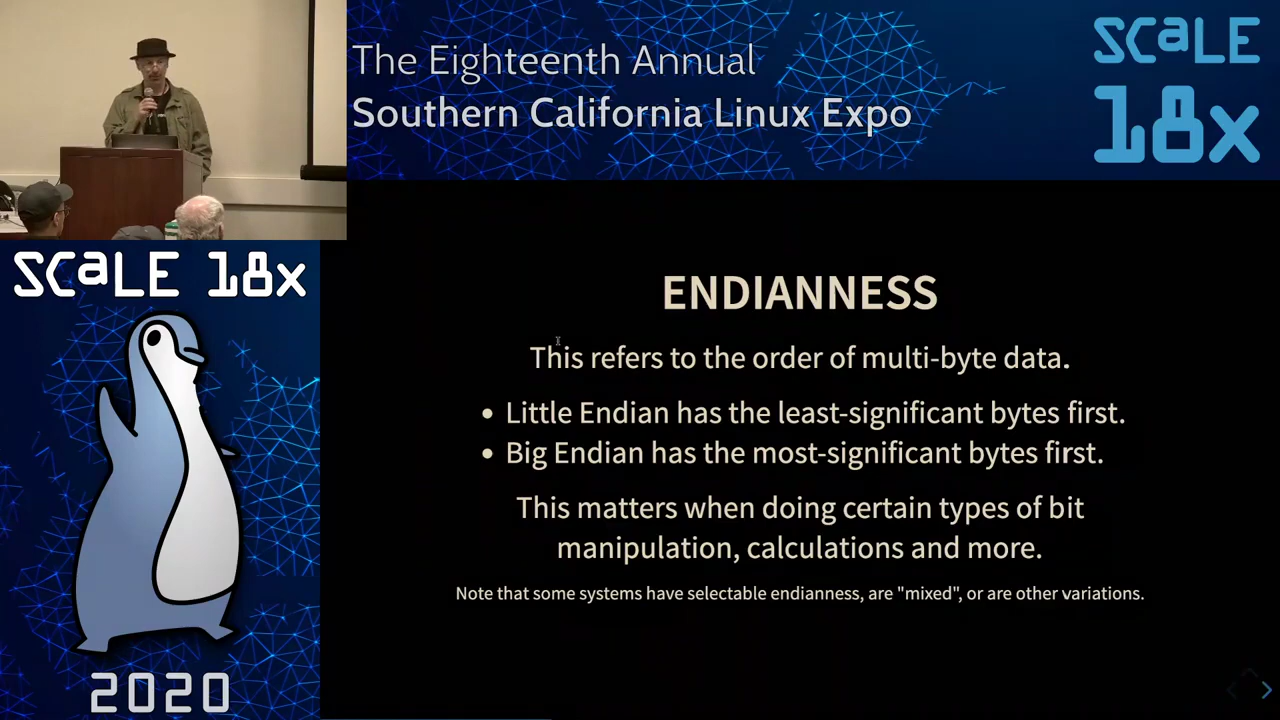 The Eighteenth Annual
Southern California Linux Expo
SCaLE
18x
SCaLE 18x
2020
ENDIANNESS
This refers to the order of multi-byte data.
• Little Endian has the least-significant bytes first.
• Big Endian has the most-significant bytes first.
This matters when doing certain types of bit
manipulation, calculations and more.
Note that some systems have selectable endianness, are "mixed", or are other variations.